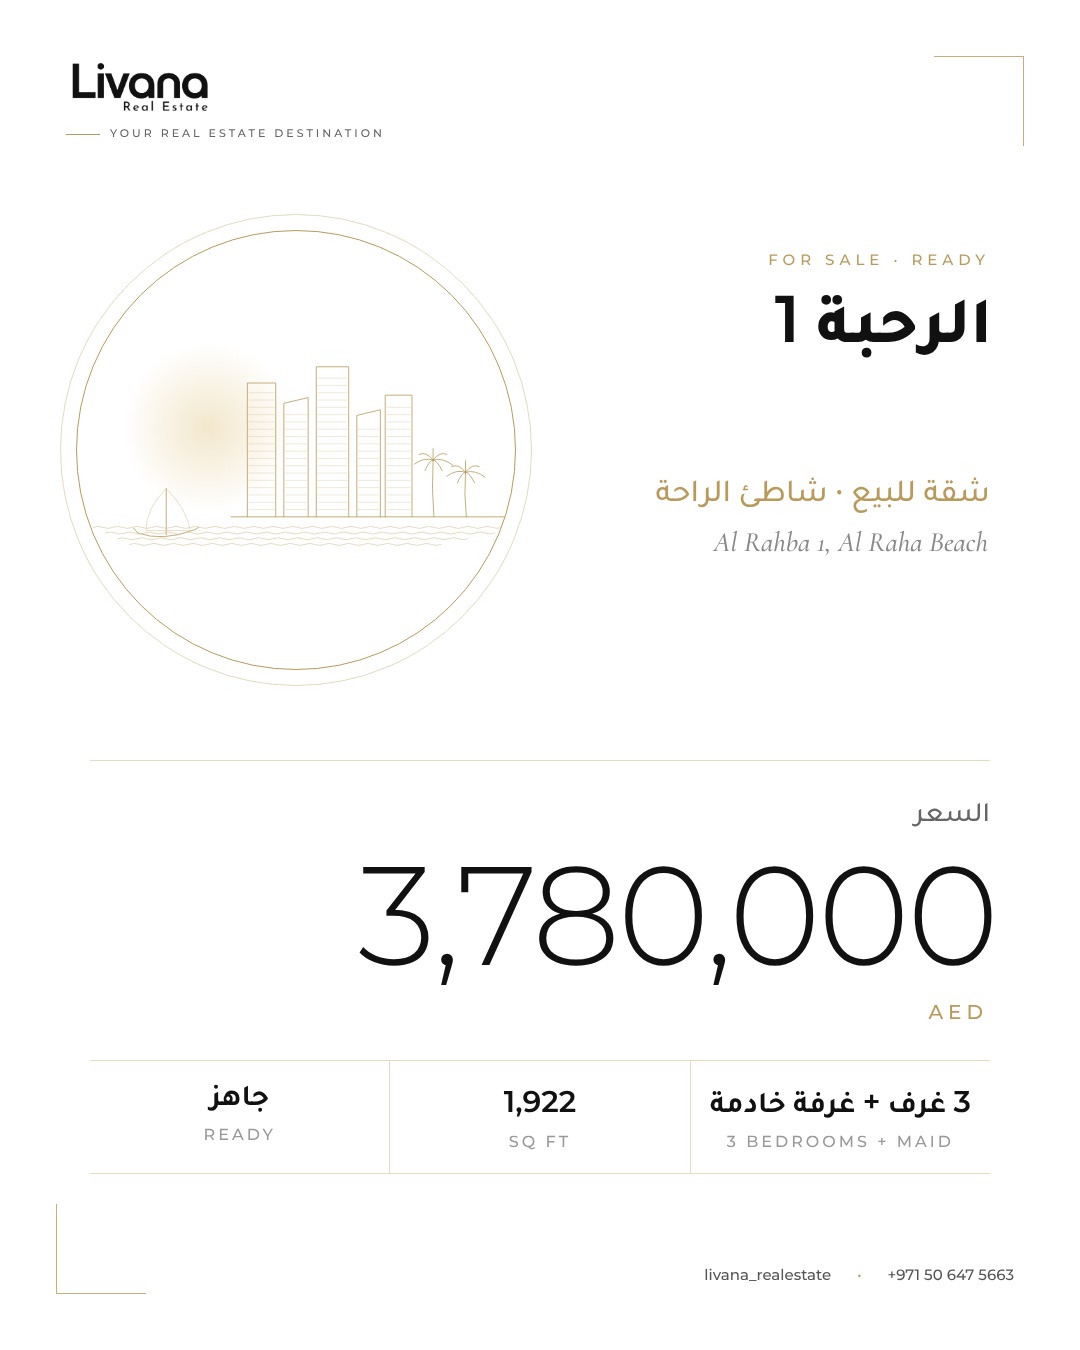 Livana
Real Estate
YOUR REAL ESTATE DESTINATION
FOR SALE · READY
الرحبة 1
شقة للبيع · شاطئ الراحة
Al Rahba 1, Al Raha Beach
السعر
3,780,000
AED
3 غرف + غرفة خادمة
3 BEDROOMS + MAID
1,922
SQ FT
جاهز
READY
livana_realestate · +971 50 647 5663